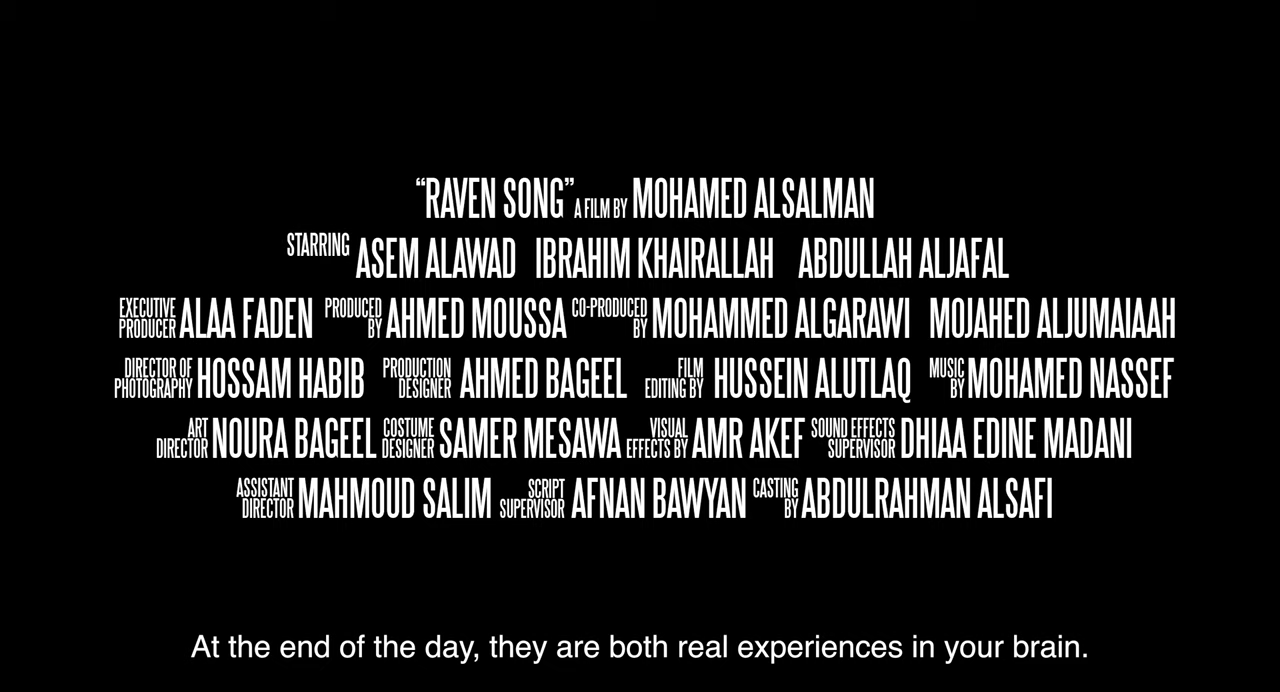 “RAVEN SONG” A FILM BY MOHAMED ALSALMAN
STARRING ASEM ALAWAD IBRAHIM KHAIRALLAH ABDULLAH ALJAFAL
EXECUTIVE PRODUCER ALAA FADEN PRODUCED BY AHMED MOUSSA CO-PRODUCED BY MOHAMMED ALGARAWI MOJAHED ALJUMAIAAH
DIRECTOR OF PHOTOGRAPHY HOSSAM HABIB PRODUCTION DESIGNER AHMED BAGEEL FILM EDITING BY HUSSEIN ALUTLAQ MUSIC BY MOHAMED NASSEF
ART DIRECTOR NOURA BAGEEL COSTUME DESIGNER SAMER MESAWA VISUAL EFFECTS BY AMR AKEF SOUND EFFECTS SUPERVISOR DHIAA EDINE MADANI
ASSISTANT DIRECTOR MAHMOUD SALIM SCRIPT SUPERVISOR AFNAN BAWYAN CASTING BY ABDULRAHMAN ALSAFI
At the end of the day, they are both real experiences in your brain.